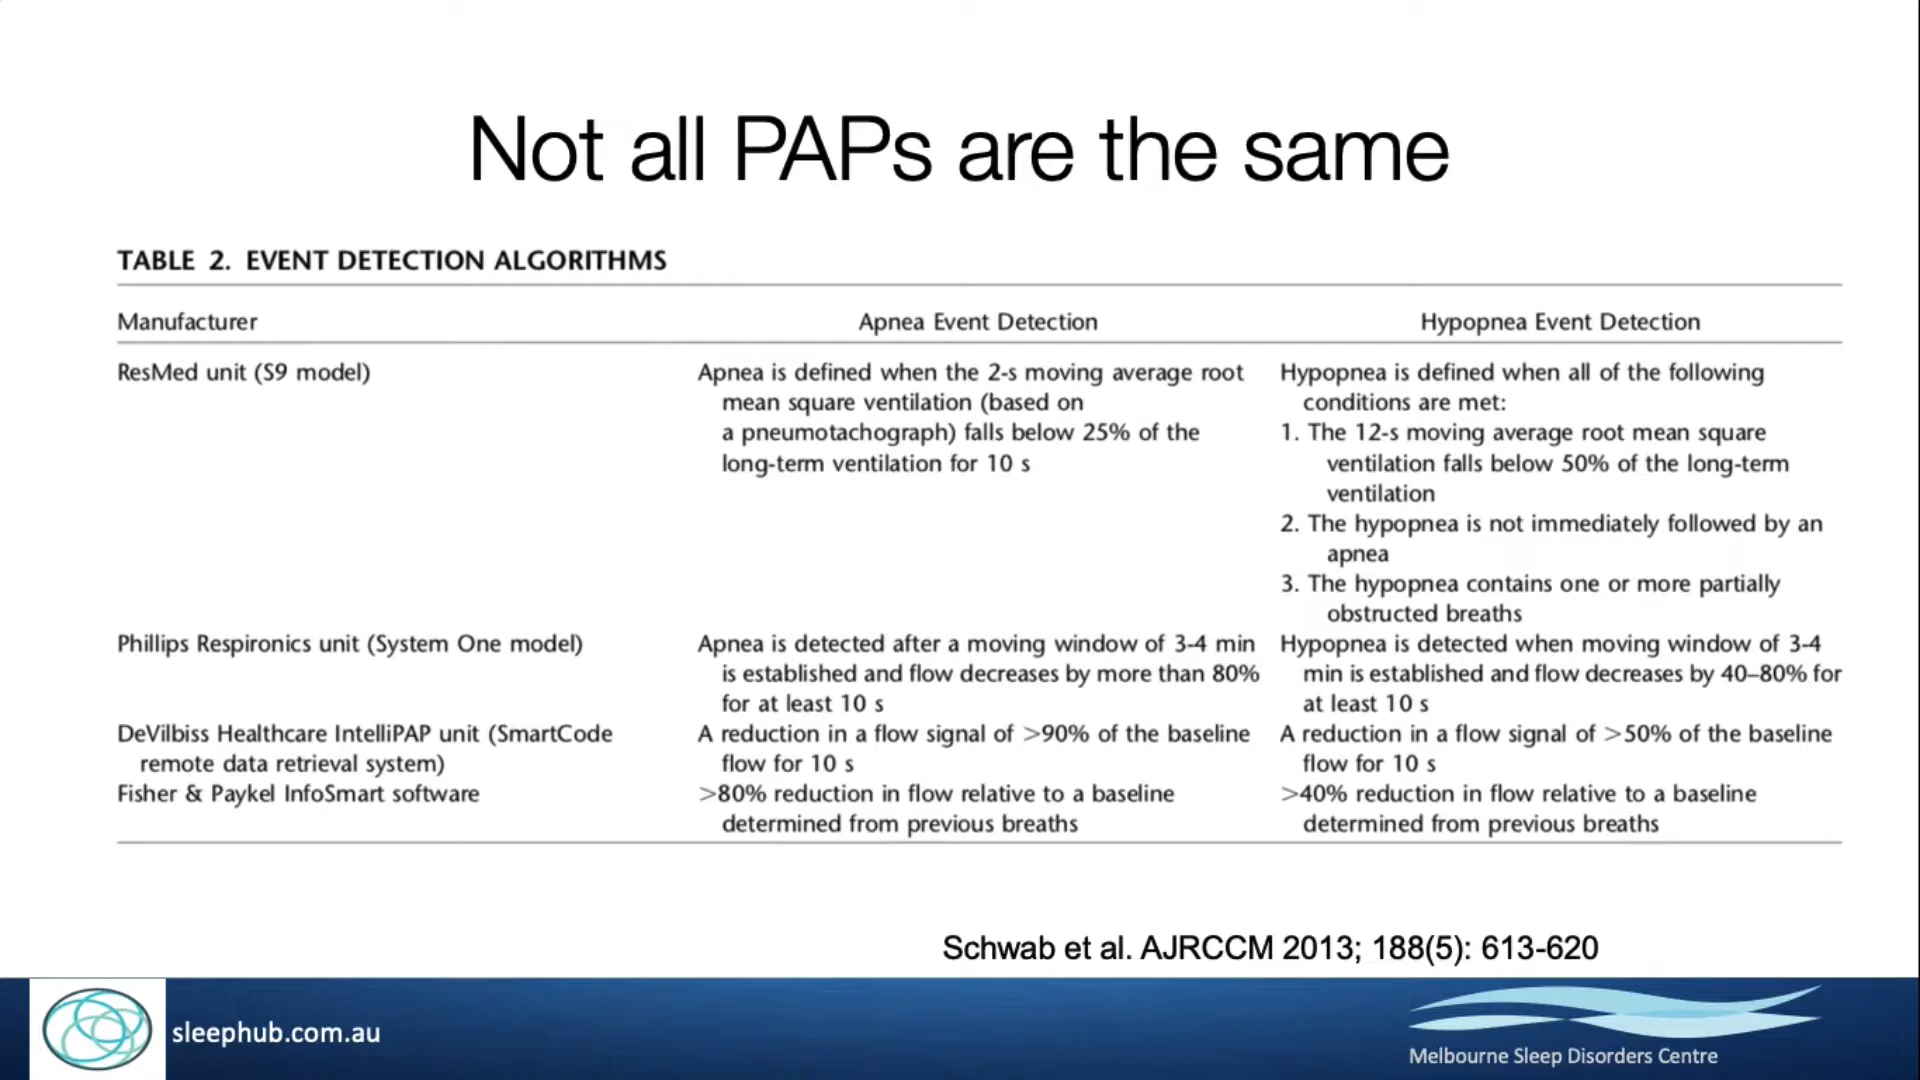 Not all PAPs are the same
TABLE 2. EVENT DETECTION ALGORITHMS
Manufacturer Apnea Event Detection Hypopnea Event Detection
ResMed unit (S9 model)
Apnea is defined when the 2-s moving average root
mean square ventilation (based on
a pneumotachograph) falls below 25% of the
long-term ventilation for 10 s
Hypopnea is defined when all of the following
conditions are met:
1. The 12-s moving average root mean square
ventilation falls below 50% of the long-term
ventilation
2. The hypopnea is not immediately followed by an
apnea
3. The hypopnea contains one or more partially
obstructed breaths
Phillips Respironics unit (System One model)
Apnea is detected after a moving window of 3-4 min
is established and flow decreases by more than 80%
for at least 10 s
Hypopnea is detected when moving window of 3-4
min is established and flow decreases by 40–80% for
at least 10 s
DeVilbiss Healthcare IntelliPAP unit (SmartCode
remote data retrieval system)
A reduction in a flow signal of >90% of the baseline
flow for 10 s
A reduction in a flow signal of >50% of the baseline
flow for 10 s
Fisher & Paykel InfoSmart software
>80% reduction in flow relative to a baseline
determined from previous breaths
>40% reduction in flow relative to a baseline
determined from previous breaths
Schwab et al. AJRCCM 2013; 188(5): 613-620
sleephub.com.au
Melbourne Sleep Disorders Centre